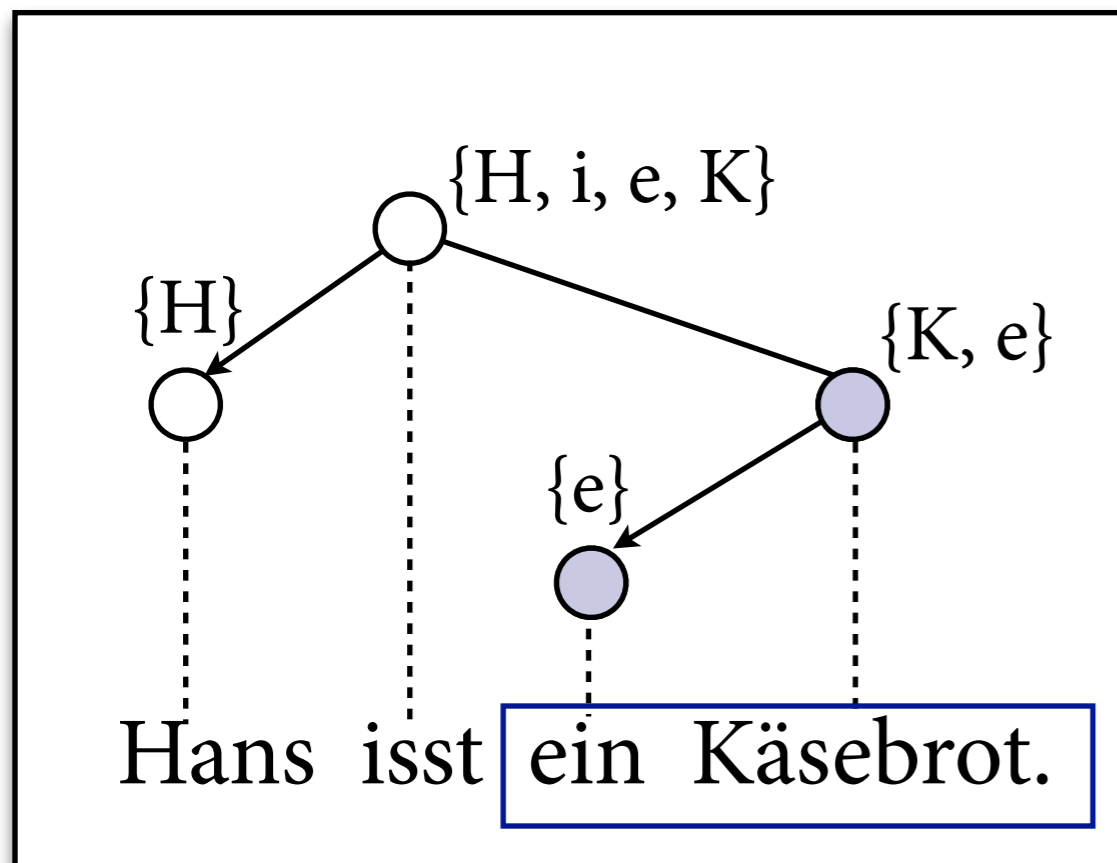 {H, i, e, K}
{H}
{K, e}
{e}
Hans isst ein Käsebrot.